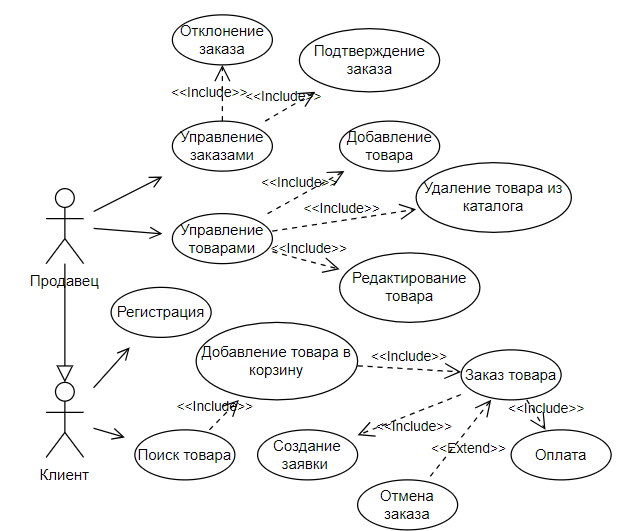 Отклонение
заказа
Подтверждение
заказа
<<Include>>
<<Include>>
Управление
заказами
Добавление
товара
<<Include>>
Удаление товара из
каталога
<<Include>>
Управление
товарами
<<Include>>
Продавец
Редактирование
товара
Регистрация
Добавление товара в
корзину
<<Include>>
Заказ товара
<<Include>>
<<Include>>
<<Include>>
Клиент
Поиск товара
Создание
заявки
<<Extend>>
Оплата
Отмена
заказа